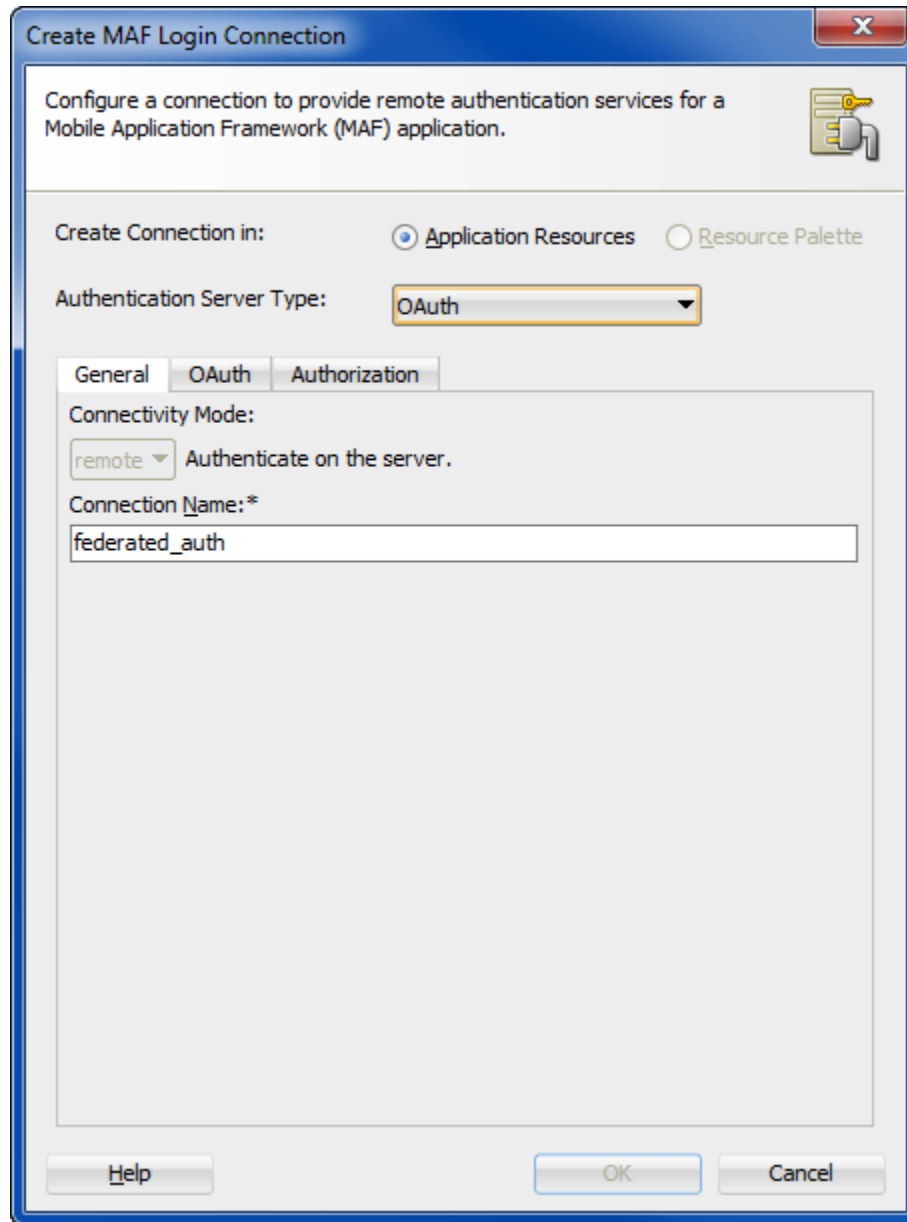 Create MAF Login Connection
Configure a connection to provide remote authentication services for a
Mobile Application Framework (MAF) application.
Create Connection in:
Application Resources
Resource Palette
Authentication Server Type:
OAuth
General
OAuth
Authorization
Connectivity Mode:
remote
Authenticate on the server.
Connection Name:*
federated_auth
Help
OK
Cancel